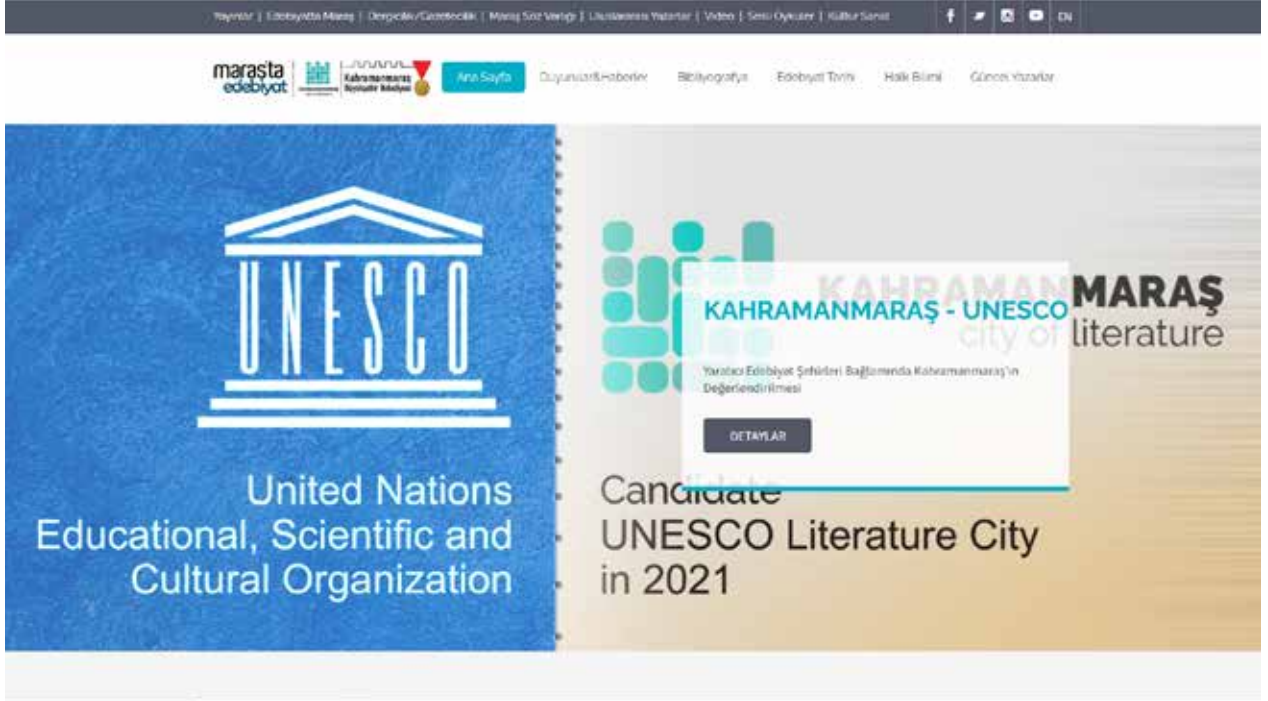 Yayınlar | Edebiyatta Maraş | Dergicilik/Gazetecilik | Maraş Söz Varlığı | Uluslararası Yazarlar | Video | Sesli Öyküler | Kültür Sanat
EN
maraşta
edebiyat
Kahramanmaraş
Büyükşehir Belediyesi
Ana Sayfa
Duyurular&Haberler
Bibliyografya
Edebiyat Tarihi
Halk Bilimi
Güncel Yazarlar
UNESCO
United Nations
Educational, Scientific and
Cultural Organization
KAHRAMANMARAŞ
city of literature
KAHRAMANMARAŞ - UNESCO
Yaratıcı Edebiyat Şehirleri Bağlamında Kahramanmaraş'ın
Değerlendirilmesi
DETAYLAR
Candidate
UNESCO Literature City
in 2021